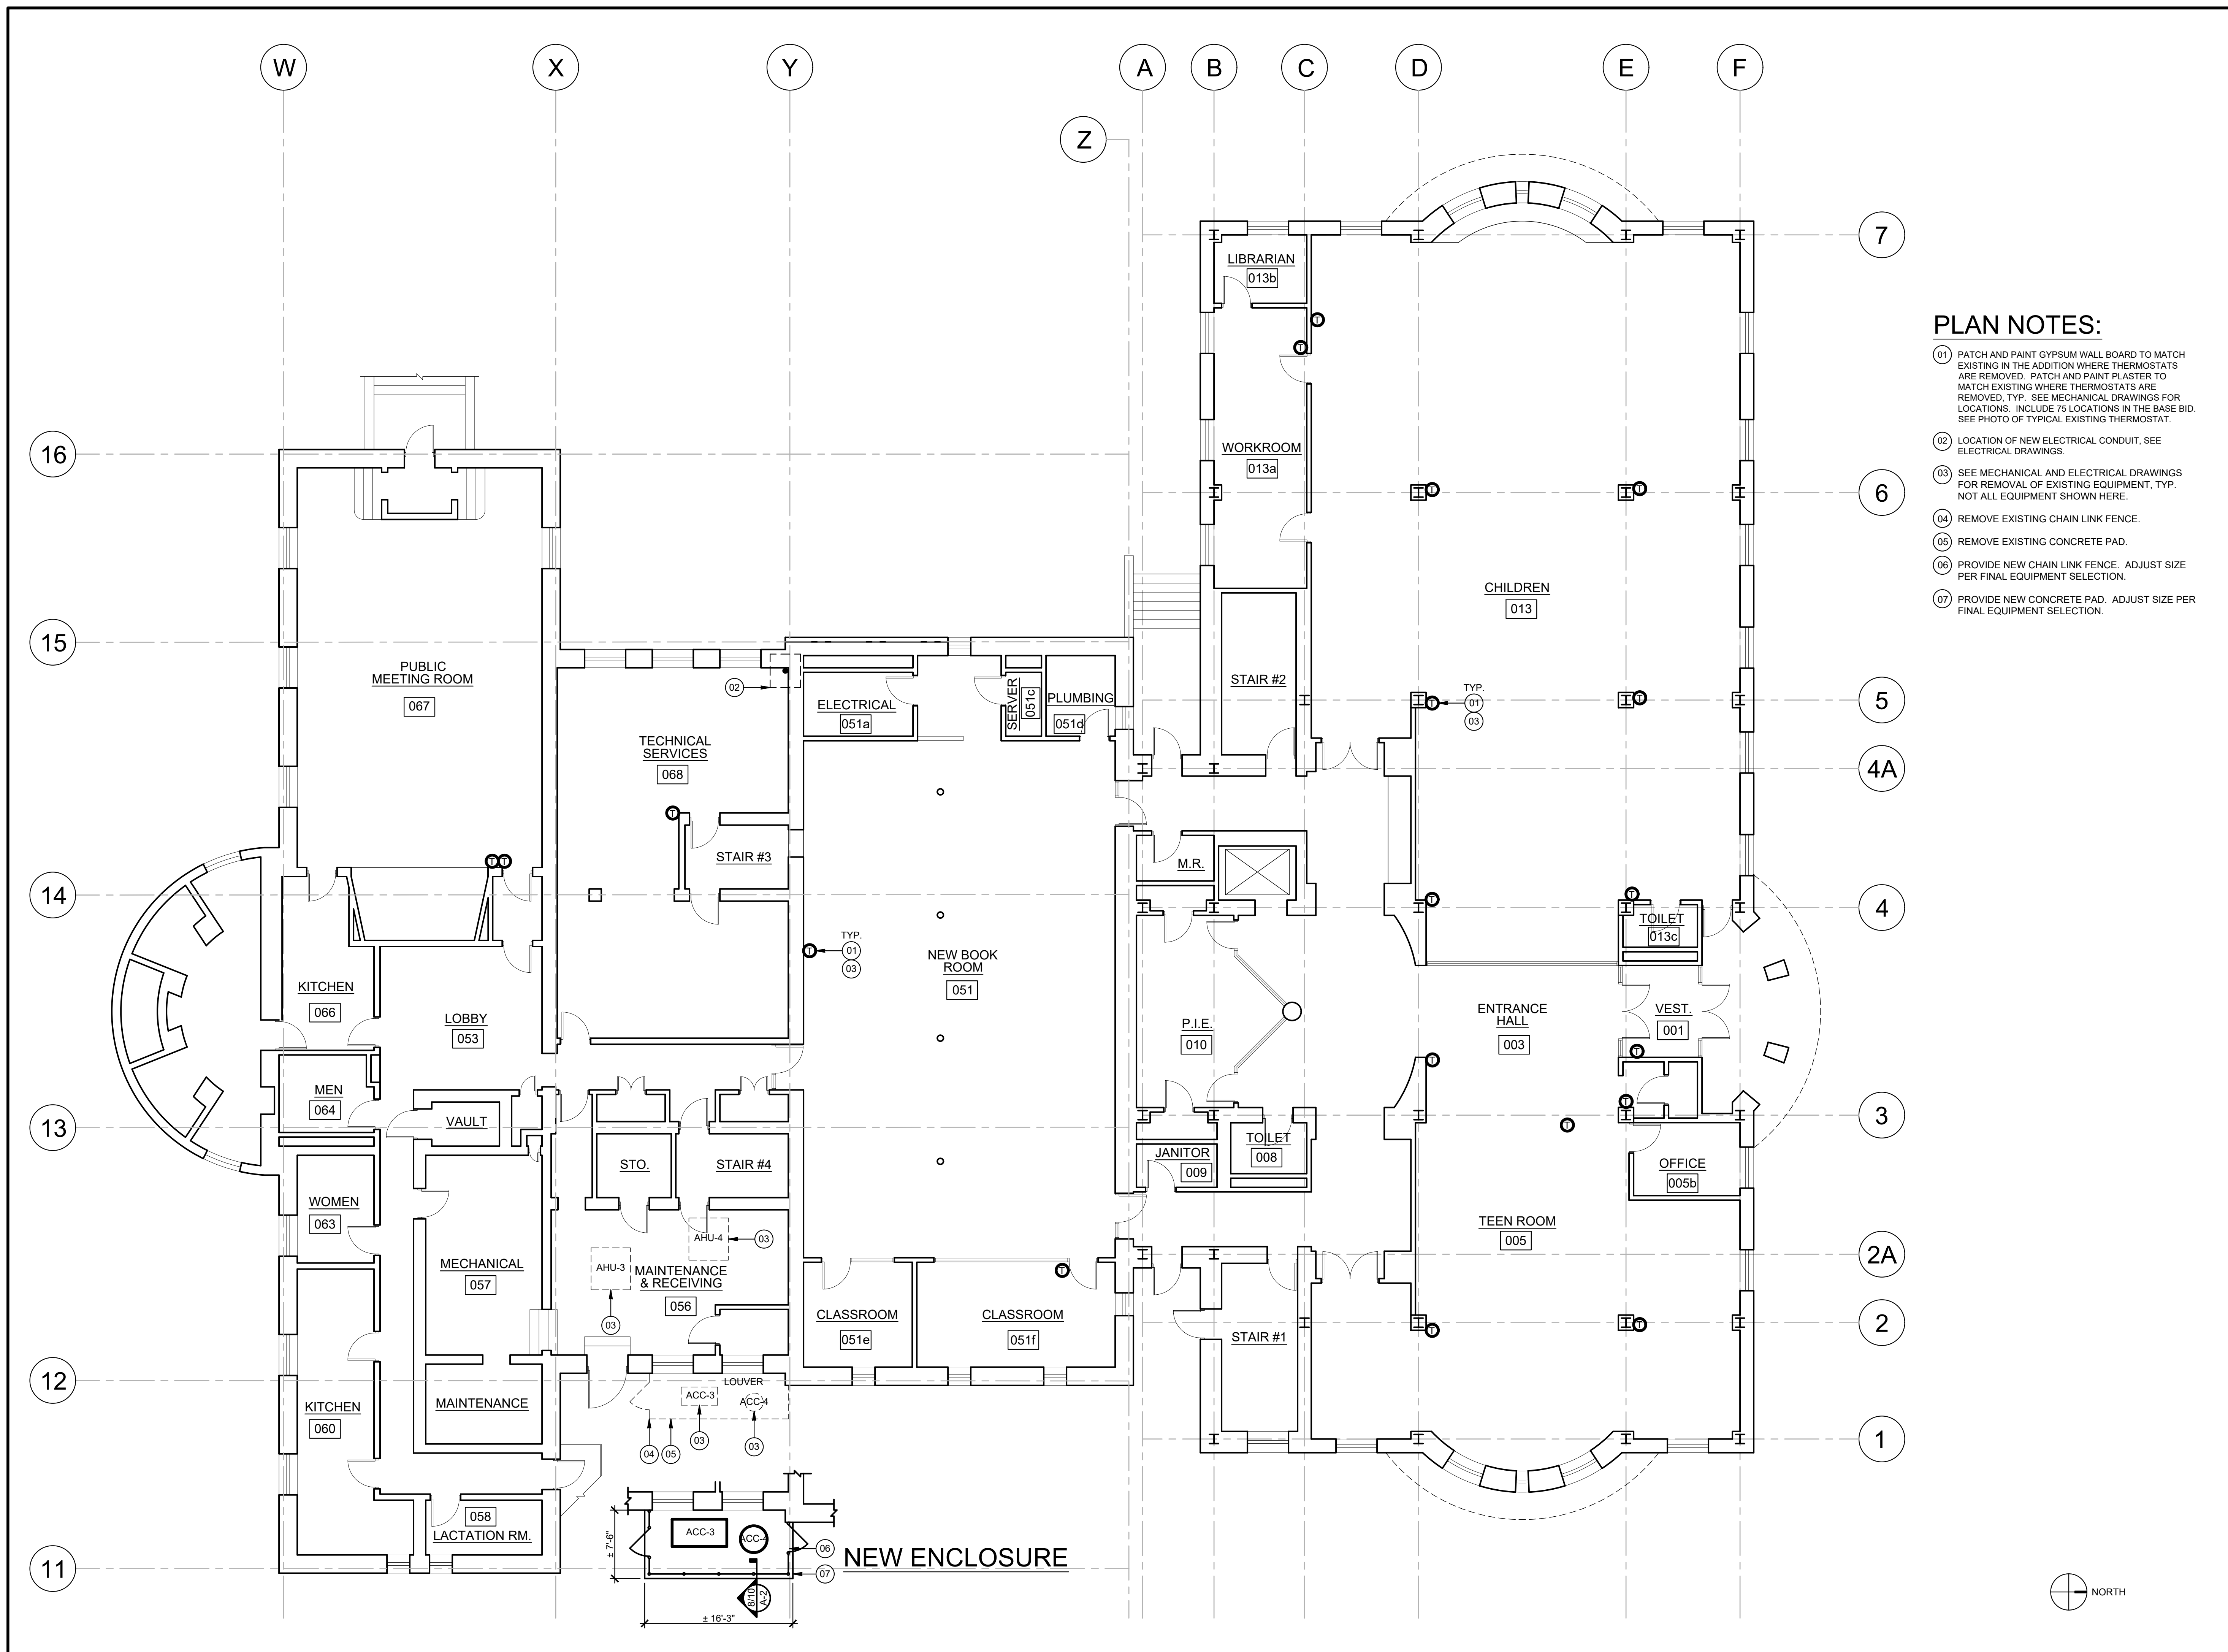 W
X
Y
A
B
C
D
E
F
Z
7
6
5
4A
4
3
2A
2
1
16
15
14
13
12
11
PLAN NOTES:
01 PATCH AND PAINT GYPSUM WALL BOARD TO MATCH
EXISTING IN THE ADDITION WHERE THERMOSTATS
ARE REMOVED. PATCH AND PAINT PLASTER TO
MATCH EXISTING WHERE THERMOSTATS ARE
REMOVED, TYP. SEE MECHANICAL DRAWINGS FOR
LOCATIONS. INCLUDE 75 LOCATIONS IN THE BASE BID.
SEE PHOTO OF TYPICAL EXISTING THERMOSTAT.
02 LOCATION OF NEW ELECTRICAL CONDUIT, SEE
ELECTRICAL DRAWINGS.
03 SEE MECHANICAL AND ELECTRICAL DRAWINGS
FOR REMOVAL OF EXISTING EQUIPMENT, TYP.
NOT ALL EQUIPMENT SHOWN HERE.
04 REMOVE EXISTING CHAIN LINK FENCE.
05 REMOVE EXISTING CONCRETE PAD.
06 PROVIDE NEW CHAIN LINK FENCE. ADJUST SIZE
PER FINAL EQUIPMENT SELECTION.
07 PROVIDE NEW CONCRETE PAD. ADJUST SIZE PER
FINAL EQUIPMENT SELECTION.
LIBRARIAN
013b
T
T
WORKROOM
013a
T
T
CHILDREN
013
STAIR #2
TYP.
T
01
03
T
T
T
PUBLIC
MEETING ROOM
067
T
T
02
TECHNICAL
SERVICES
068
T
STAIR #3
ELECTRICAL
051a
SERVER
051c
PLUMBING
051d
M.R.
TYP.
T
01
03
NEW BOOK
ROOM
051
TOILET
013c
KITCHEN
066
LOBBY
053
P.I.E.
010
ENTRANCE
HALL
003
VEST.
001
T
T
T
T
MEN
064
VAULT
STO.
STAIR #4
JANITOR
009
TOILET
008
OFFICE
005b
WOMEN
063
TEEN ROOM
005
AHU-4
03
AHU-3
03
MECHANICAL
057
MAINTENANCE
& RECEIVING
056
T
CLASSROOM
051e
CLASSROOM
051f
STAIR #1
T
T
LOUVER
ACC-3
ACC-4
KITCHEN
060
MAINTENANCE
04
05
03
03
058
LACTATION RM.
± 7'-6"
ACC-3
ACC-4
06
07
NEW ENCLOSURE
8/10
A-2
± 16'-3"
NORTH